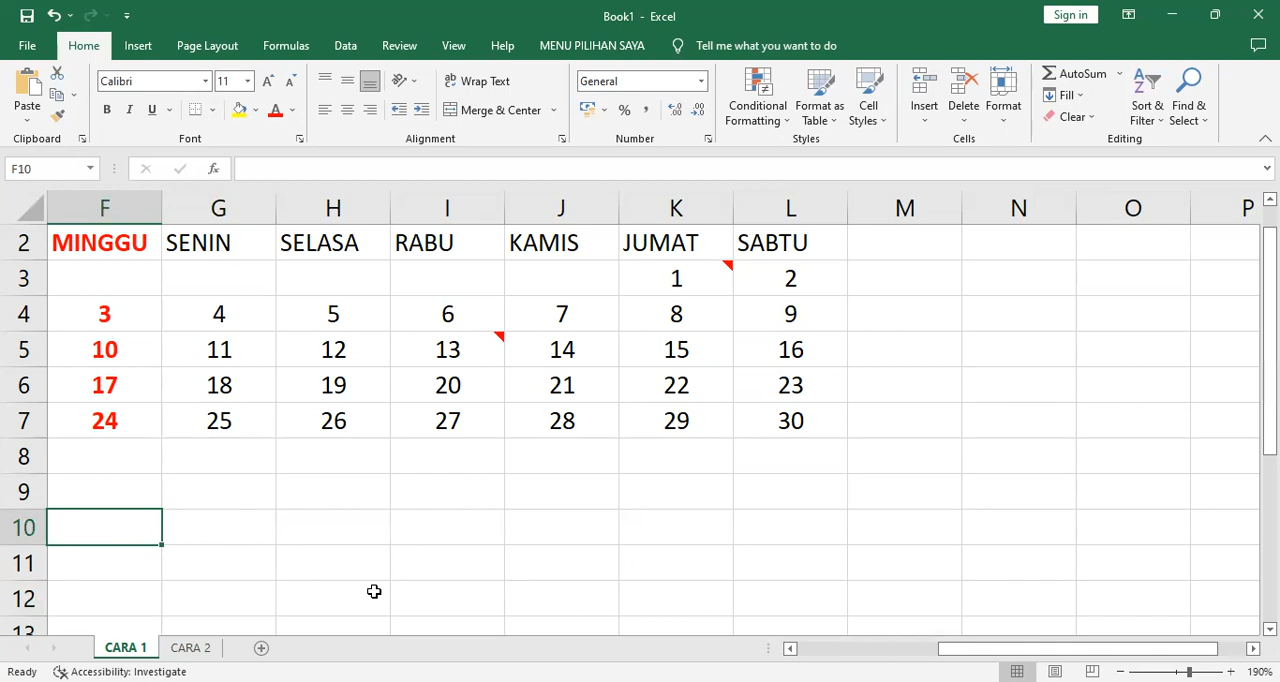 Book1 - Excel
Sign in
File Home Insert Page Layout Formulas Data Review View Help MENU PILIHAN SAYA Tell me what you want to do
Paste
Clipboard
Calibri 11
B I U A
Font
Wrap Text
Merge & Center
Alignment
General
%
Number
Conditional Formatting
Format as Table
Cell Styles
Styles
Insert Delete Format
Cells
AutoSum
Fill
Clear
Sort & Filter
Find & Select
Editing
F10
fx
F G H I J K L M N O P
2 MINGGU SENIN SELASA RABU KAMIS JUMAT SABTU
3 1 2
4 3 4 5 6 7 8 9
5 10 11 12 13 14 15 16
6 17 18 19 20 21 22 23
7 24 25 26 27 28 29 30
8
9
10
11
12
13
CARA 1 CARA 2
Ready Accessibility: Investigate 190%